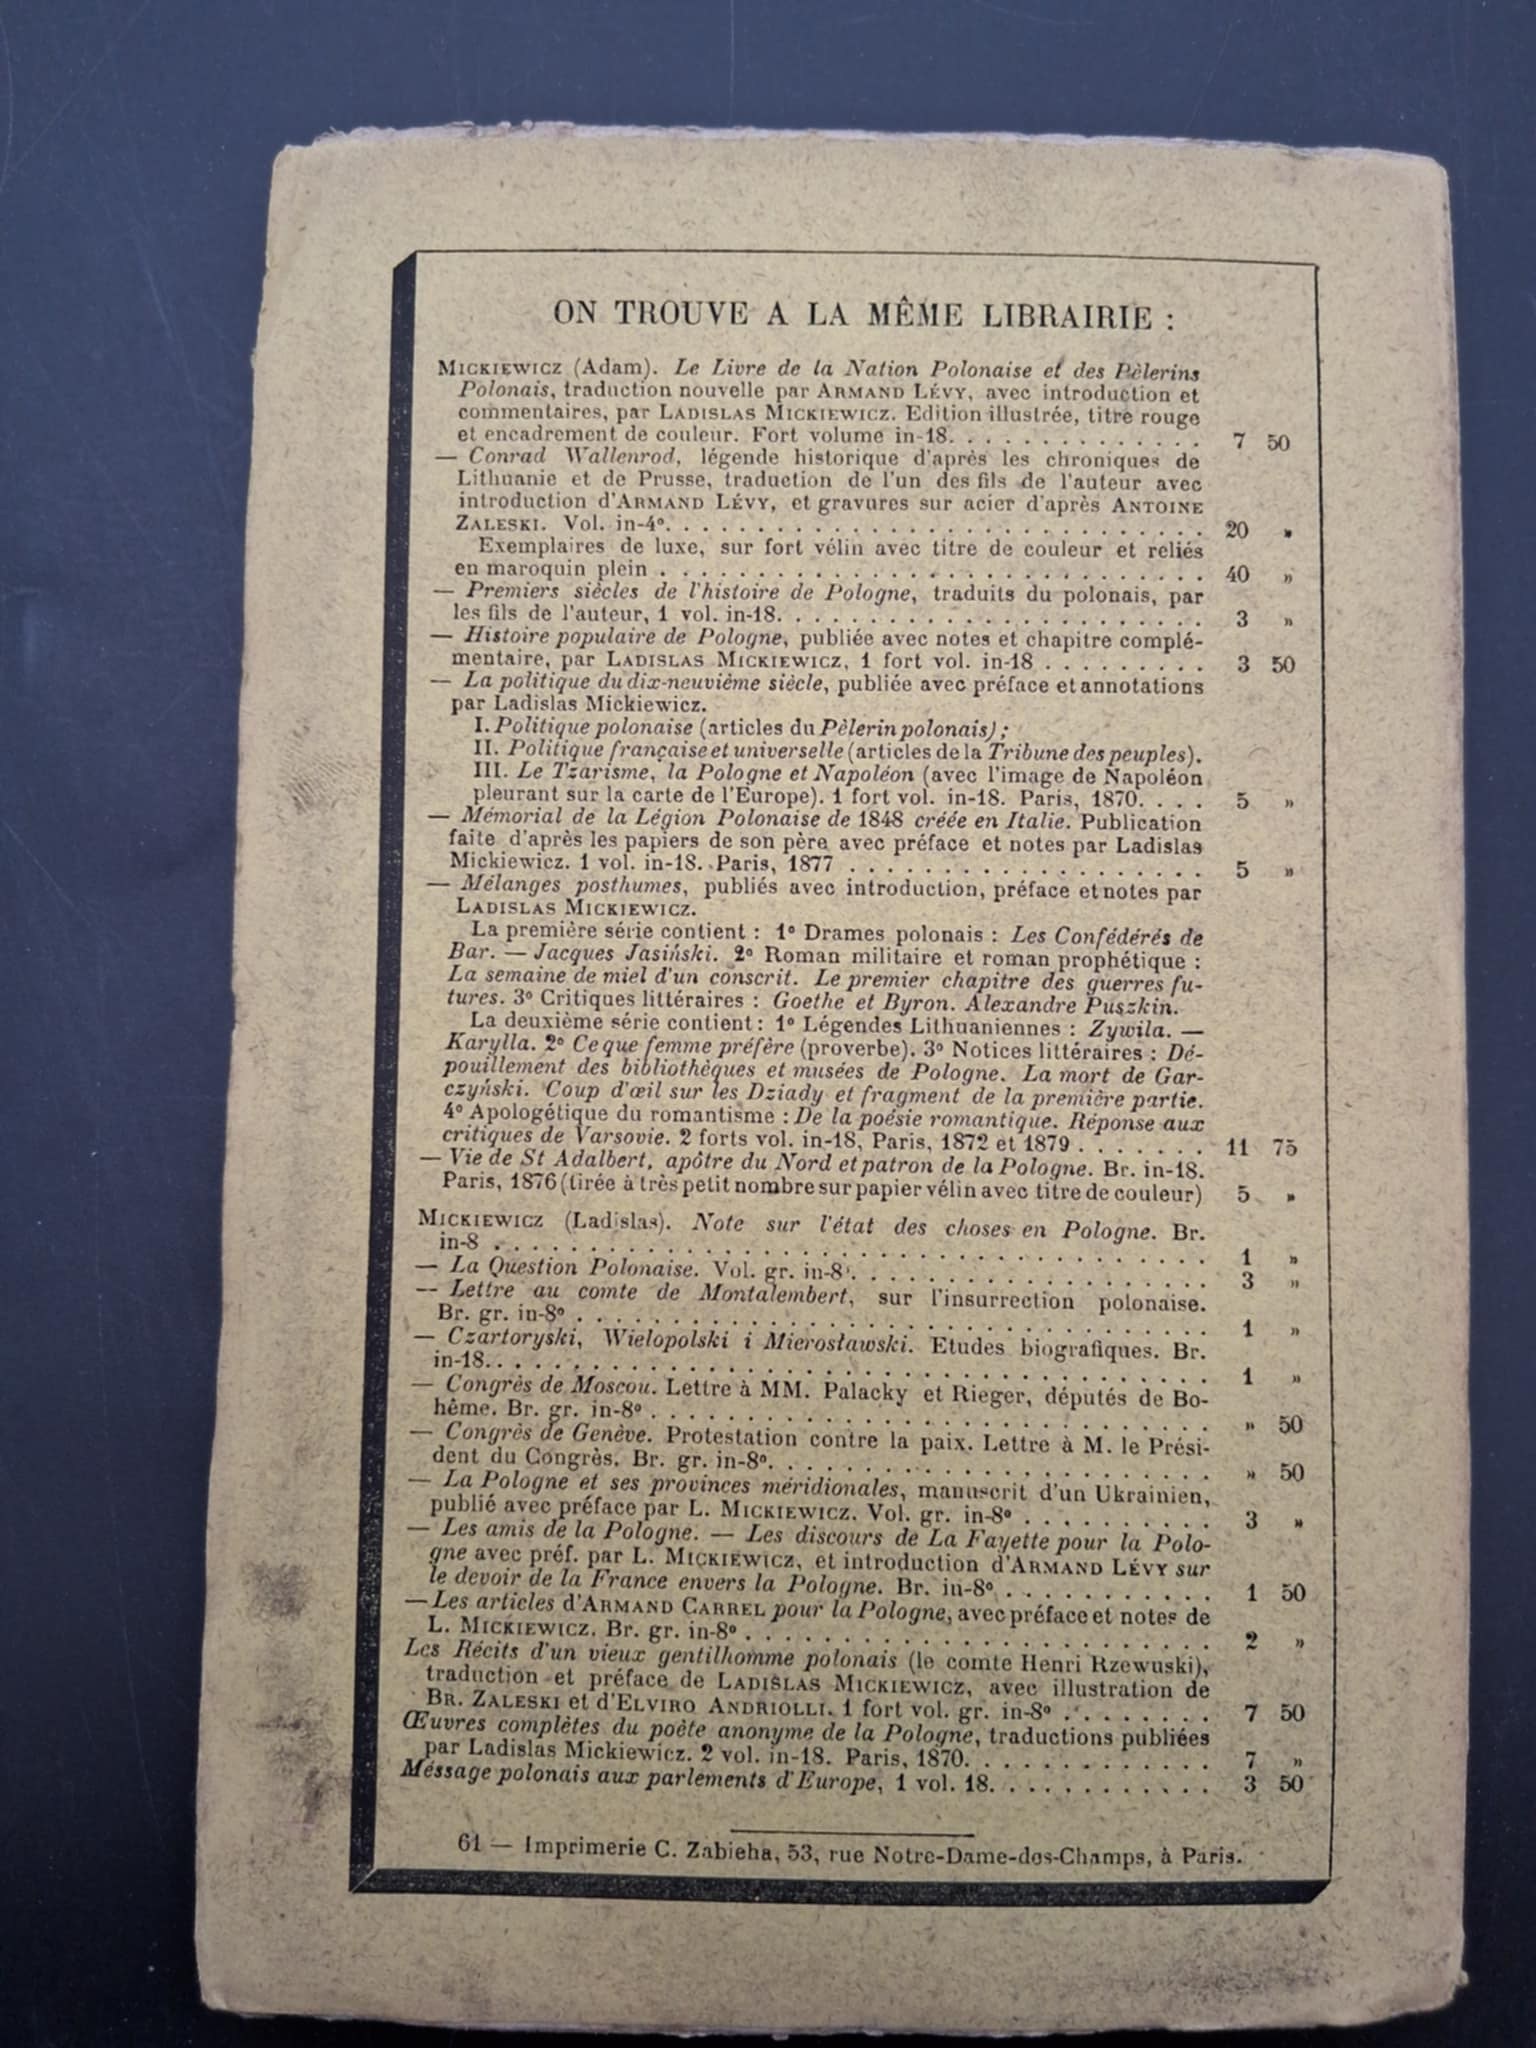 ON TROUVE A LA MÊME LIBRAIRIE :
MICKIEWICZ (Adam). Le Livre de la Nation Polonaise et des Pèlerins
Polonais, traduction nouvelle par ARMAND LÉVY, avec introduction et
commentaires, par LADISLAS MICKIEWICZ. Edition illustrée, titre rouge
et encadrement de couleur. Fort volume in-18. . . . . . . . . . . . . . 7 50
— Conrad Wallenrod, légende historique d'après les chroniques de
Lithuanie et de Prusse, traduction de l'un des fils de l'auteur avec
introduction d'ARMAND LÉVY, et gravures sur acier d'après ANTOINE
ZALESKI. Vol. in-4º. . . . . . . . . . . . . . . . . . . . . . . . . . . . 20 »
Exemplaires de luxe, sur fort vélin avec titre de couleur et reliés
en maroquin plein . . . . . . . . . . . . . . . . . . . . . . . . . . . . 40 »
— Premiers siècles de l'histoire de Pologne, traduits du polonais, par
les fils de l'auteur, 1 vol. in-18. . . . . . . . . . . . . . . . . . . . . . 3 »
— Histoire populaire de Pologne, publiée avec notes et chapitre complé-
mentaire, par LADISLAS MICKIEWICZ, 1 fort vol. in-18 . . . . . . . . . 3 50
— La politique du dix-neuvième siècle, publiée avec préface et annotations
par Ladislas Mickiewicz.
I. Politique polonaise (articles du Pèlerin polonais) ;
II. Politique française et universelle (articles de la Tribune des peuples).
III. Le Tzarisme, la Pologne et Napoléon (avec l'image de Napoléon
pleurant sur la carte de l'Europe). 1 fort vol. in-18. Paris, 1870. . . . 5 »
— Mémorial de la Légion Polonaise de 1848 créée en Italie. Publication
faite d'après les papiers de son père avec préface et notes par Ladislas
Mickiewicz. 1 vol. in-18. Paris, 1877 . . . . . . . . . . . . . . . . . . . 5 »
— Mélanges posthumes, publiés avec introduction, préface et notes par
LADISLAS MICKIEWICZ.
La première série contient : 1º Drames polonais : Les Confédérés de
Bar. — Jacques Jasiński. 2º Roman militaire et roman prophétique :
La semaine de miel d'un conscrit. Le premier chapitre des guerres fu-
tures. 3º Critiques littéraires : Goethe et Byron. Alexandre Puszkin.
La deuxième série contient : 1º Légendes Lithuaniennes : Zywila. —
Karylla. 2º Ce que femme préfère (proverbe). 3º Notices littéraires : Dé-
pouillement des bibliothèques et musées de Pologne. La mort de Gar-
czyński. Coup d'œil sur les Dziady et fragment de la première partie.
4º Apologétique du romantisme : De la poésie romantique. Réponse aux
critiques de Varsovie. 2 forts vol. in-18, Paris, 1872 et 1879 . . . . . . . 11 75
— Vie de St Adalbert, apôtre du Nord et patron de la Pologne. Br. in-18.
Paris, 1876 (tirée à très petit nombre sur papier vélin avec titre de couleur) 5 »
MICKIEWICZ (Ladislas). Note sur l'état des choses en Pologne. Br.
in-8 . . . . . . . . . . . . . . . . . . . . . . . . . . . . . . . . . . . . . 1 »
— La Question Polonaise. Vol. gr. in-8º. . . . . . . . . . . . . . . . . . . 3 »
— Lettre au comte de Montalembert, sur l'insurrection polonaise.
Br. gr. in-8º . . . . . . . . . . . . . . . . . . . . . . . . . . . . . . . . 1 »
— Czartoryski, Wielopolski i Mierosławski. Etudes biografiques. Br.
in-18. . . . . . . . . . . . . . . . . . . . . . . . . . . . . . . . . . . . . 1 »
— Congrès de Moscou. Lettre à MM. Palacky et Rieger, députés de Bo-
hême. Br. gr. in-8º . . . . . . . . . . . . . . . . . . . . . . . . . . . . . » 50
— Congrès de Genève. Protestation contre la paix. Lettre à M. le Prési-
dent du Congrès. Br. gr. in-8º. . . . . . . . . . . . . . . . . . . . . . . » 50
— La Pologne et ses provinces méridionales, manuscrit d'un Ukrainien,
publié avec préface par L. MICKIEWICZ. Vol. gr. in-8º . . . . . . . . . . 3 »
— Les amis de la Pologne. — Les discours de La Fayette pour la Polo-
gne avec préf. par L. MICKIEWICZ, et introduction d'ARMAND LÉVY sur
le devoir de la France envers la Pologne. Br. in-8º . . . . . . . . . . . 1 50
— Les articles d'ARMAND CARREL pour la Pologne, avec préface et notes de
L. MICKIEWICZ. Br. gr. in-8º . . . . . . . . . . . . . . . . . . . . . . . . 2 »
Les Récits d'un vieux gentilhomme polonais (le comte Henri Rzewuski),
traduction et préface de LADISLAS MICKIEWICZ, avec illustration de
BR. ZALESKI et d'ELVIRO ANDRIOLLI. 1 fort vol. gr. in-8º . . . . . . . . 7 50
Œuvres complètes du poète anonyme de la Pologne, traductions publiées
par Ladislas Mickiewicz. 2 vol. in-18. Paris, 1870. . . . . . . . . . . . . 7 »
Méssage polonais aux parlements d'Europe, 1 vol. 18. . . . . . . . . . . . 3 50
61 — Imprimerie C. Zabieha, 53, rue Notre-Dame-des-Champs, à Paris.